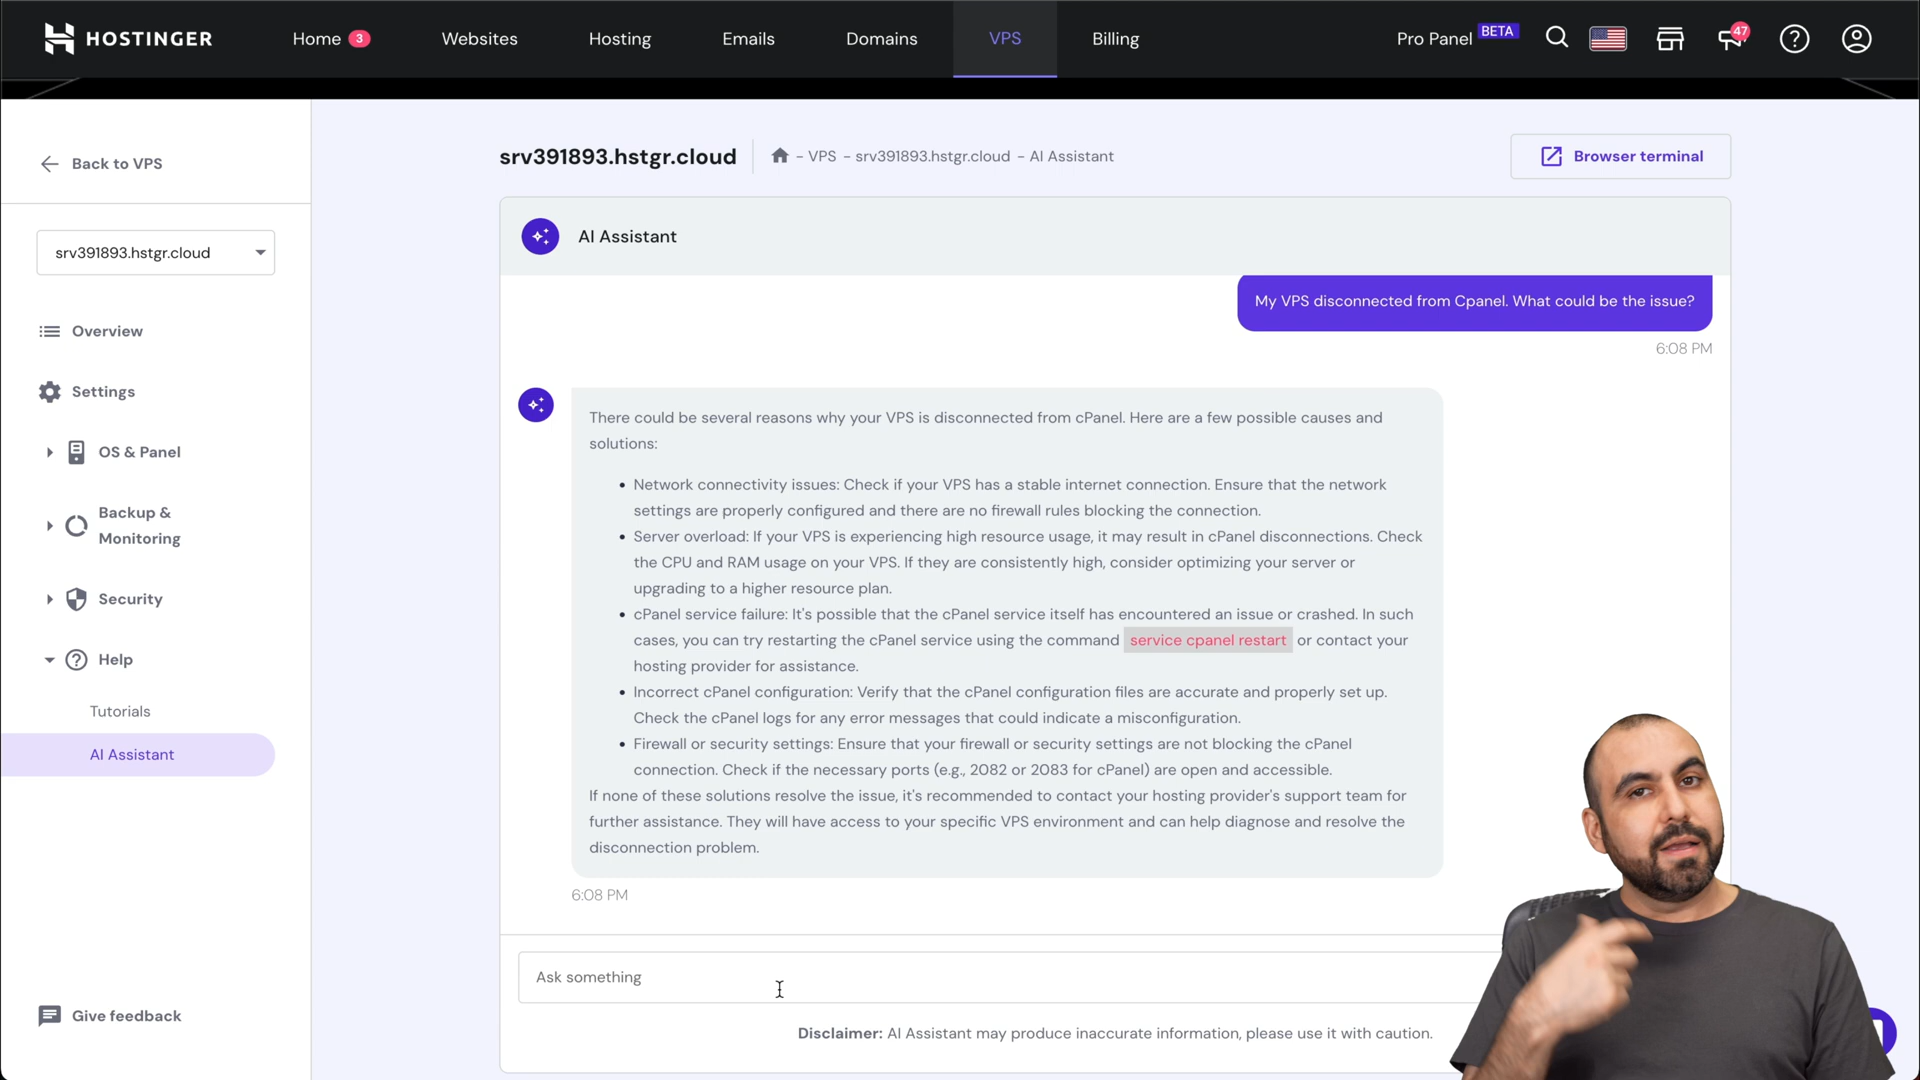 HOSTINGER
Home 3
Websites
Hosting
Emails
Domains
VPS
Billing
Pro Panel BETA
47
Back to VPS
srv391893.hstgr.cloud
Overview
Settings
OS & Panel
Backup &
Monitoring
Security
Help
Tutorials
AI Assistant
Give feedback
srv391893.hstgr.cloud
- VPS - srv391893.hstgr.cloud - AI Assistant
Browser terminal
AI Assistant
My VPS disconnected from Cpanel. What could be the issue?
6:08 PM
There could be several reasons why your VPS is disconnected from cPanel. Here are a few possible causes and
solutions:
• Network connectivity issues: Check if your VPS has a stable internet connection. Ensure that the network
settings are properly configured and there are no firewall rules blocking the connection.
• Server overload: If your VPS is experiencing high resource usage, it may result in cPanel disconnections. Check
the CPU and RAM usage on your VPS. If they are consistently high, consider optimizing your server or
upgrading to a higher resource plan.
• cPanel service failure: It's possible that the cPanel service itself has encountered an issue or crashed. In such
cases, you can try restarting the cPanel service using the command service cpanel restart or contact your
hosting provider for assistance.
• Incorrect cPanel configuration: Verify that the cPanel configuration files are accurate and properly set up.
Check the cPanel logs for any error messages that could indicate a misconfiguration.
• Firewall or security settings: Ensure that your firewall or security settings are not blocking the cPanel
connection. Check if the necessary ports (e.g., 2082 or 2083 for cPanel) are open and accessible.
If none of these solutions resolve the issue, it's recommended to contact your hosting provider's support team for
further assistance. They will have access to your specific VPS environment and can help diagnose and resolve the
disconnection problem.
6:08 PM
Ask something
Disclaimer: AI Assistant may produce inaccurate information, please use it with caution.